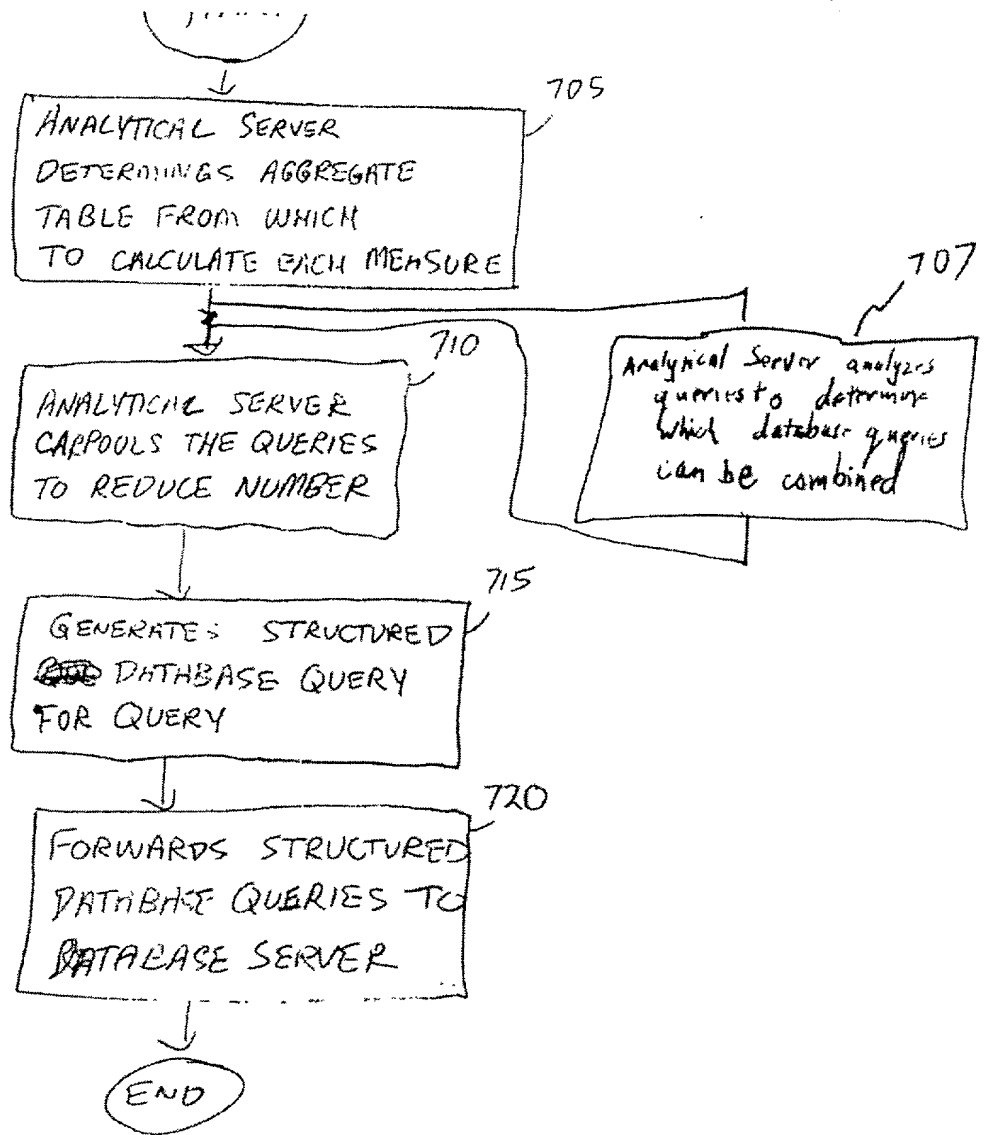 705
ANALYTICAL SERVER
DETERMINES AGGREGATE
TABLE FROM WHICH
TO CALCULATE EACH MEASURE
707
Analytical Server analyzes
queries to determine
which database queries
can be combined
710
ANALYTICAL SERVER
CARPOOLS THE QUERIES
TO REDUCE NUMBER
715
GENERATES STRUCTURED
DATABASE QUERY
FOR QUERY
720
FORWARDS STRUCTURED
DATABASE QUERIES TO
DATABASE SERVER
END